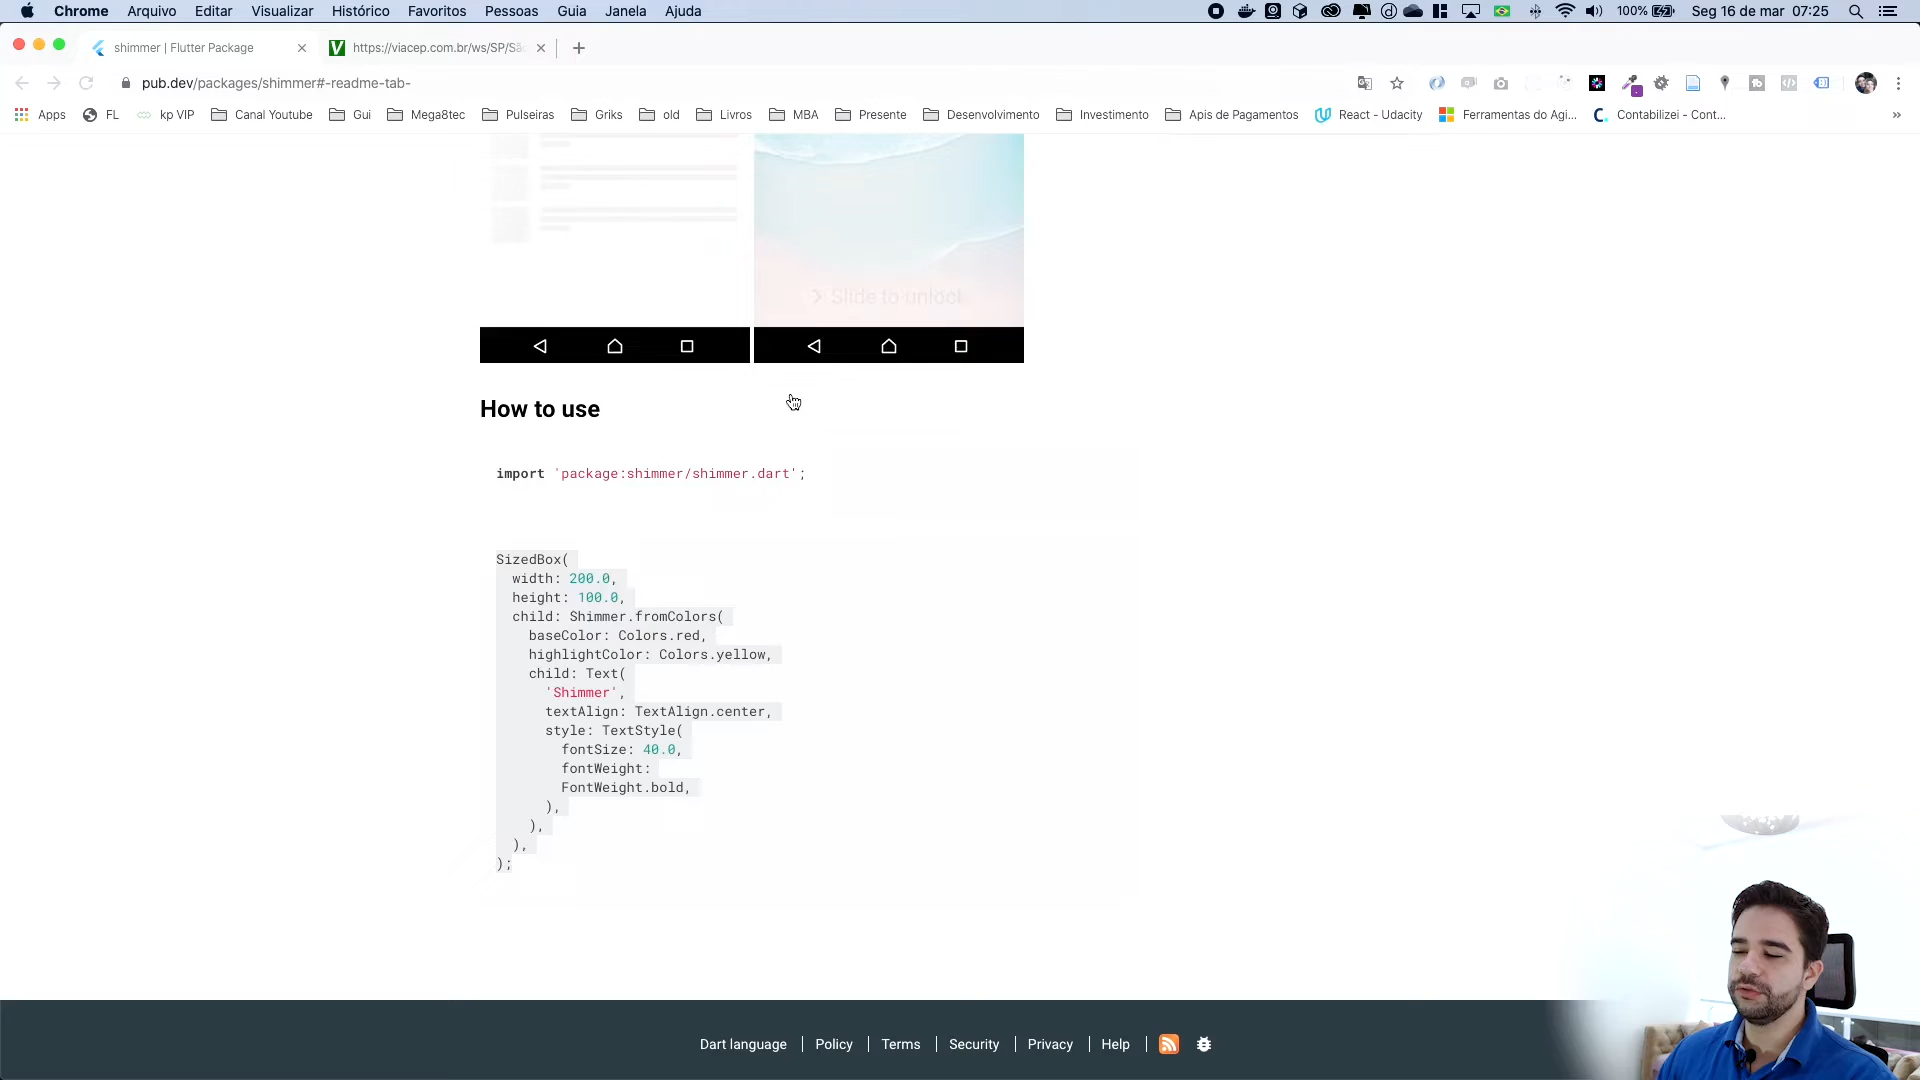 Chrome Arquivo Editar Visualizar Histórico Favoritos Pessoas Guia Janela Ajuda 100% Seg 16 de mar 07:25
shimmer | Flutter Package https://viacep.com.br/ws/SP/Sã
pub.dev/packages/shimmer#-readme-tab-
Apps FL kp VIP Canal Youtube Gui Mega8tec Pulseiras Griks old Livros MBA Presente Desenvolvimento Investimento Apis de Pagamentos React - Udacity Ferramentas do Agi... Contabilizei - Cont... »
Slide to unlock
How to use
import 'package:shimmer/shimmer.dart';
SizedBox(
width: 200.0,
height: 100.0,
child: Shimmer.fromColors(
baseColor: Colors.red,
highlightColor: Colors.yellow,
child: Text(
'Shimmer',
textAlign: TextAlign.center,
style: TextStyle(
fontSize: 40.0,
fontWeight:
FontWeight.bold,
),
),
),
);
Dart language | Policy | Terms | Security | Privacy | Help |